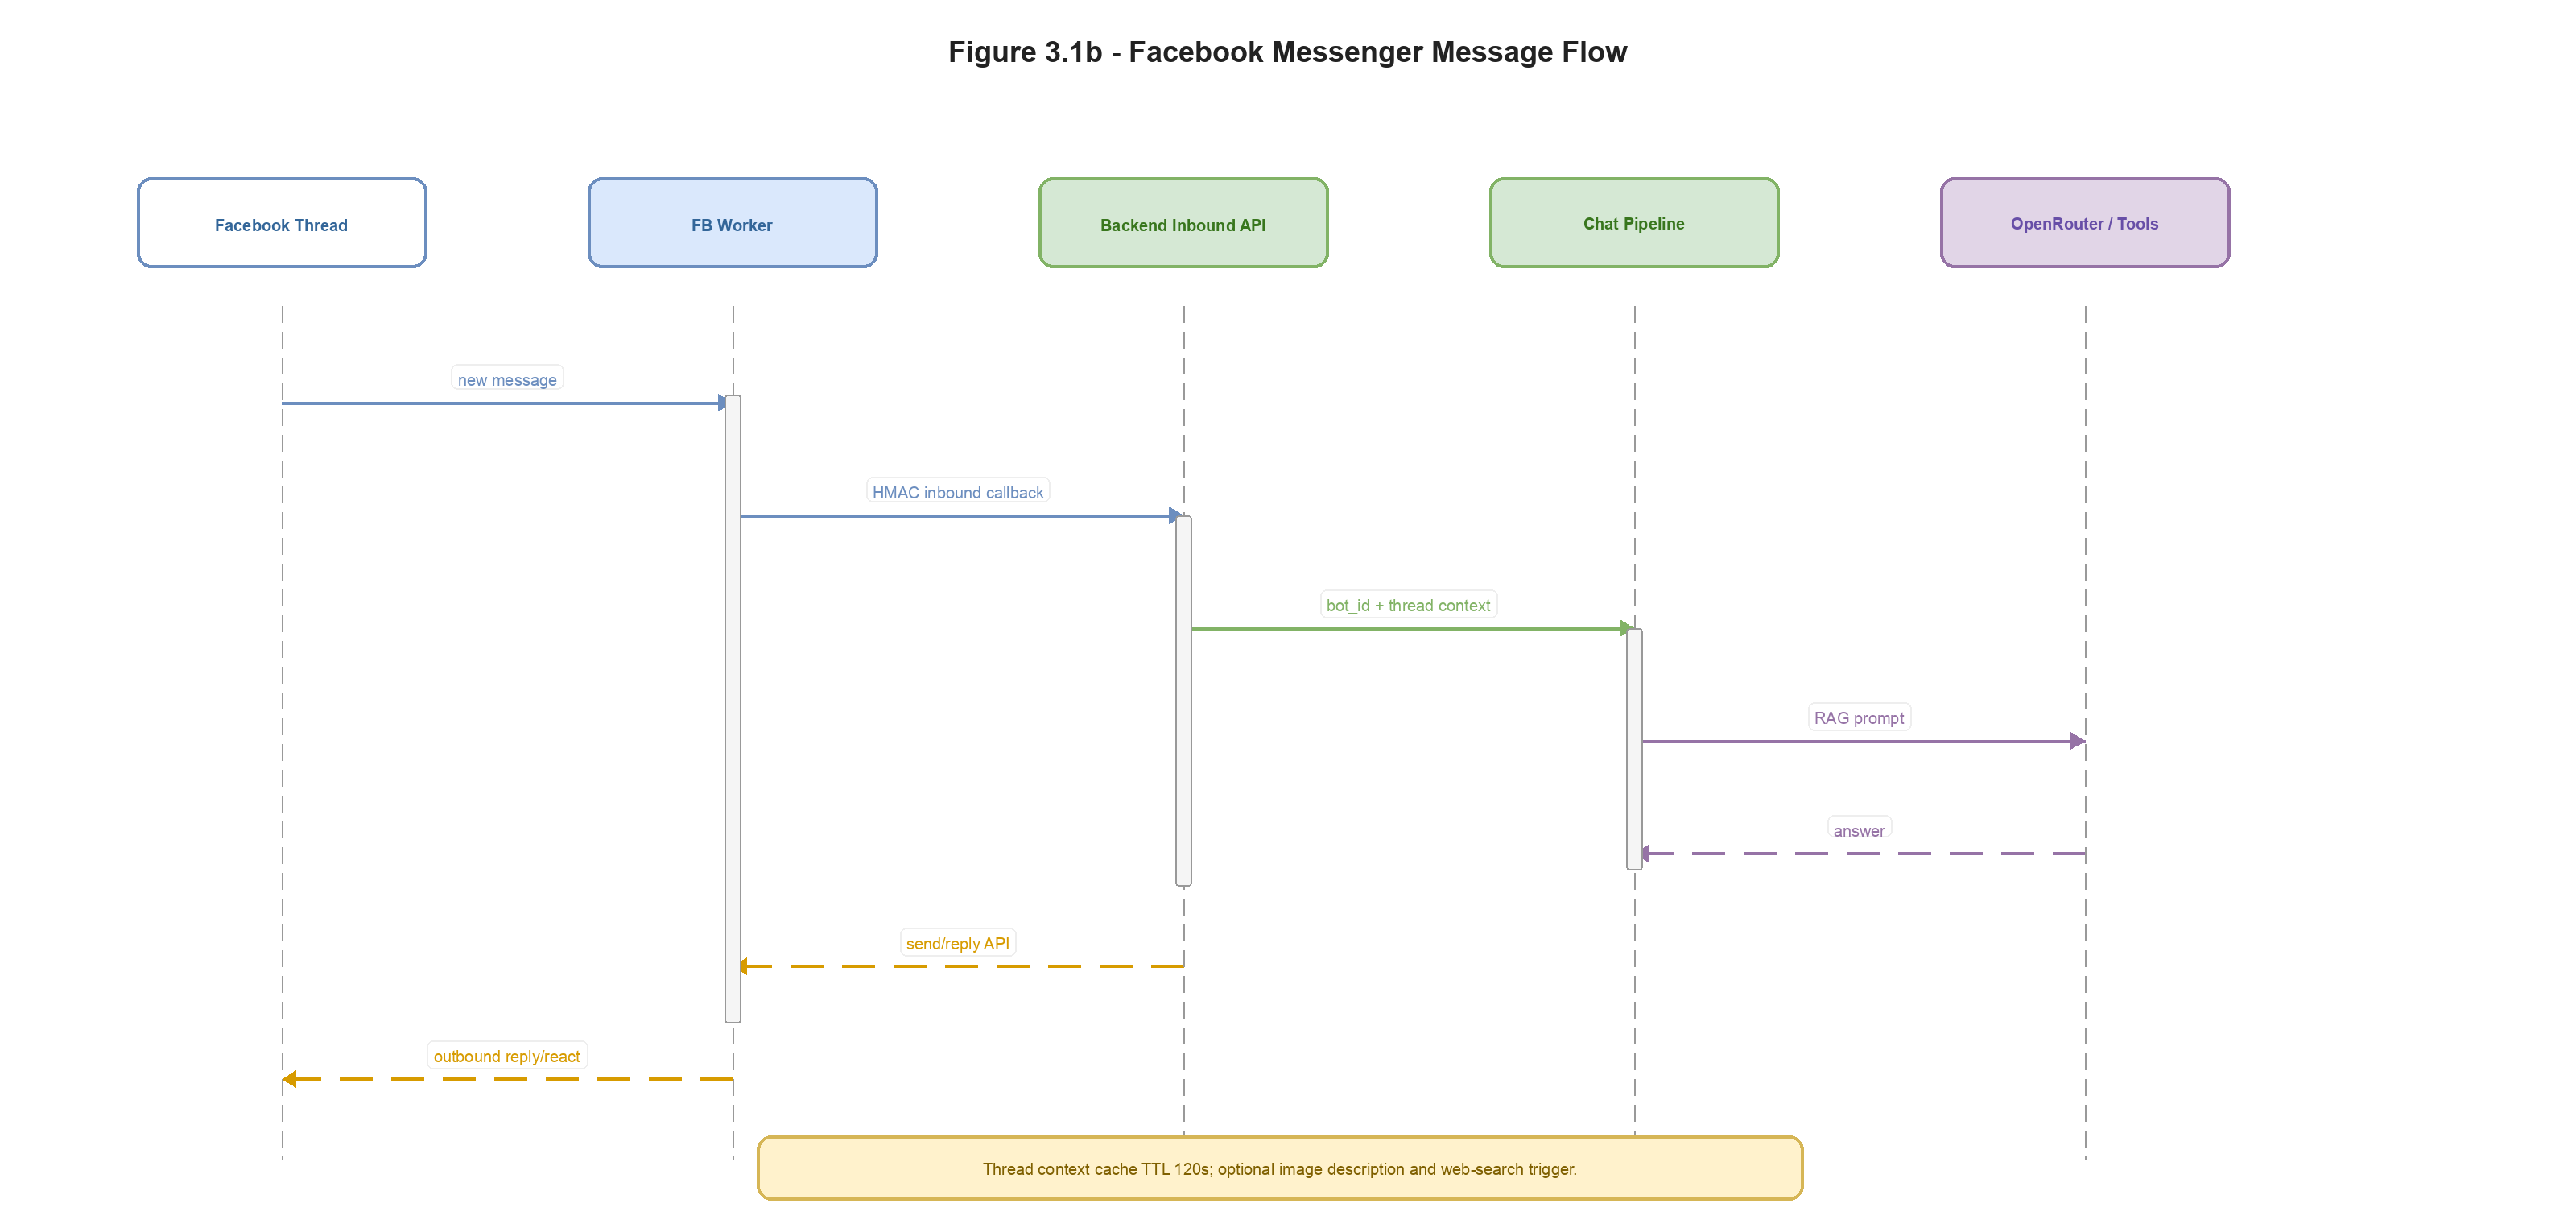 Figure 3.1b - Facebook Messenger Message Flow
Facebook Thread
FB Worker
Backend Inbound API
Chat Pipeline
OpenRouter / Tools
new message
HMAC inbound callback
bot_id + thread context
RAG prompt
answer
send/reply API
outbound reply/react
Thread context cache TTL 120s; optional image description and web-search trigger.